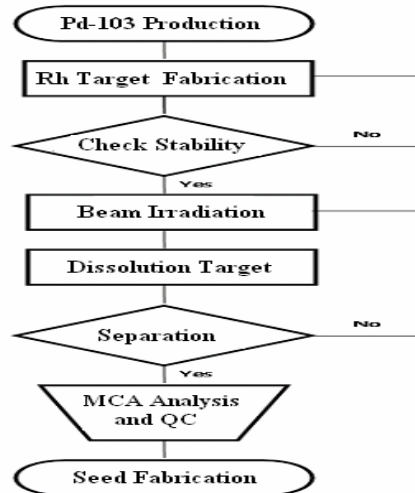 Pd-103 Production
Rh Target Fabrication
Check Stability
No
Yes
Beam Irradiation
Dissolution Target
Separation
No
Yes
MCA Analysis
and QC
Seed Fabrication